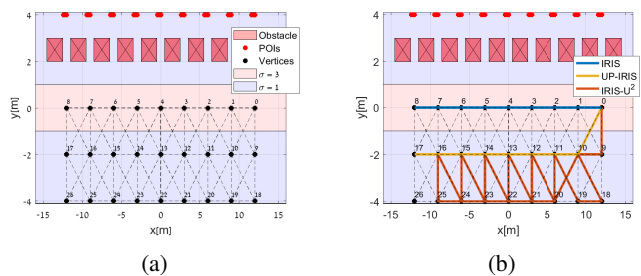 4
2
0
-2
-4
y[m]
8 7 6 5 4 3 2 1 0
17 16 15 14 13 12 11 10 9
26 25 24 23 22 21 20 19 18
-15 -10 -5 0 5 10 15
x[m]
Obstacle
POIs
Vertices
σ = 3
σ = 1
(a)
4
2
0
-2
-4
y[m]
8 7 6 5 4 3 2 1 0
17 16 15 14 13 12 11 10 9
26 25 24 23 22 21 20 19 18
-15 -10 -5 0 5 10 15
x[m]
IRIS
UP-IRIS
IRIS-U²
(b)